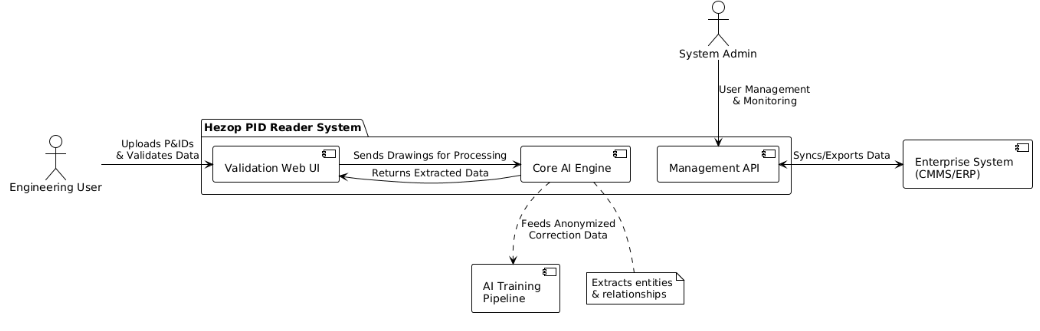 System Admin
User Management
& Monitoring
Hezop PID Reader System
Uploads P&IDs
& Validates Data
Engineering User
Validation Web UI
Sends Drawings for Processing
Returns Extracted Data
Core AI Engine
Management API
Syncs/Exports Data
Enterprise System
(CMMS/ERP)
Feeds Anonymized
Correction Data
AI Training
Pipeline
Extracts entities
& relationships